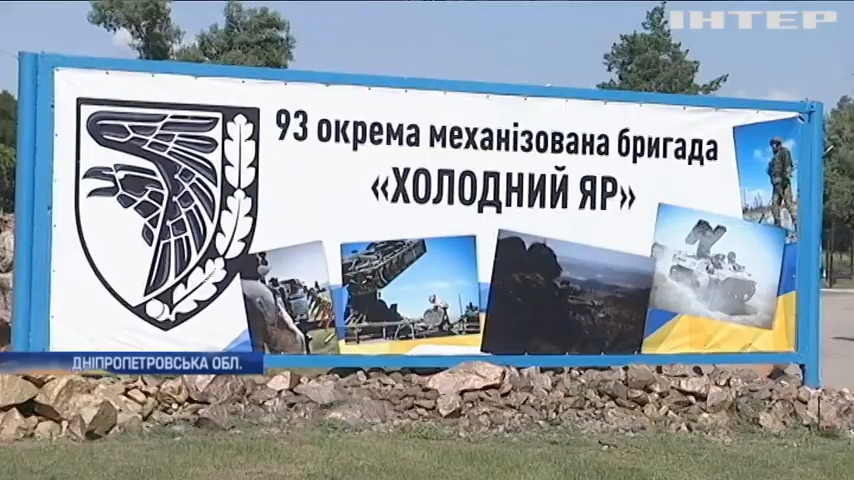 ІНТЕР
93 окрема механізована бригада
«ХОЛОДНИЙ ЯР»
ДНІПРОПЕТРОВСЬКА ОБЛ.